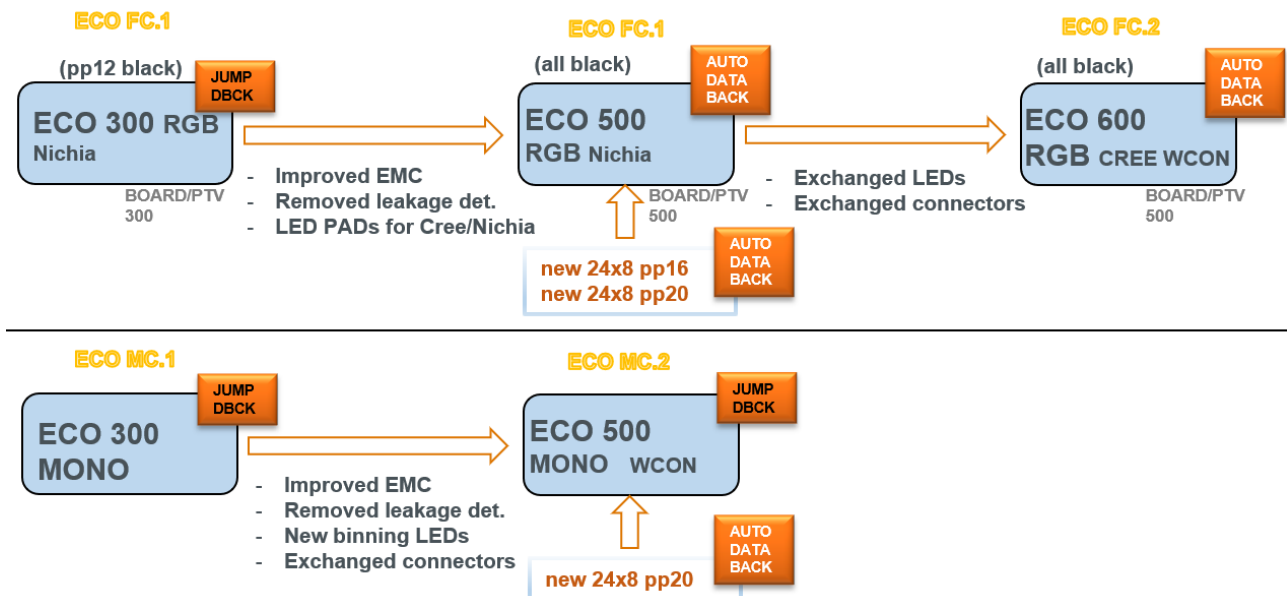 ECO FC.1
(pp12 black)
JUMP
DBCK
ECO 300 RGB
Nichia
BOARD/PTV
300
- Improved EMC
- Removed leakage det.
- LED PADs for Cree/Nichia
ECO FC.1
(all black)
AUTO
DATA
BACK
ECO 500
RGB Nichia
BOARD/PTV
500
new 24x8 pp16
new 24x8 pp20
AUTO
DATA
BACK
- Exchanged LEDs
- Exchanged connectors
ECO FC.2
(all black)
AUTO
DATA
BACK
ECO 600
RGB CREE WCON
BOARD/PTV
500
ECO MC.1
JUMP
DBCK
ECO 300
MONO
- Improved EMC
- Removed leakage det.
- New binning LEDs
- Exchanged connectors
ECO MC.2
JUMP
DBCK
ECO 500
MONO WCON
AUTO
DATA
BACK
new 24x8 pp20